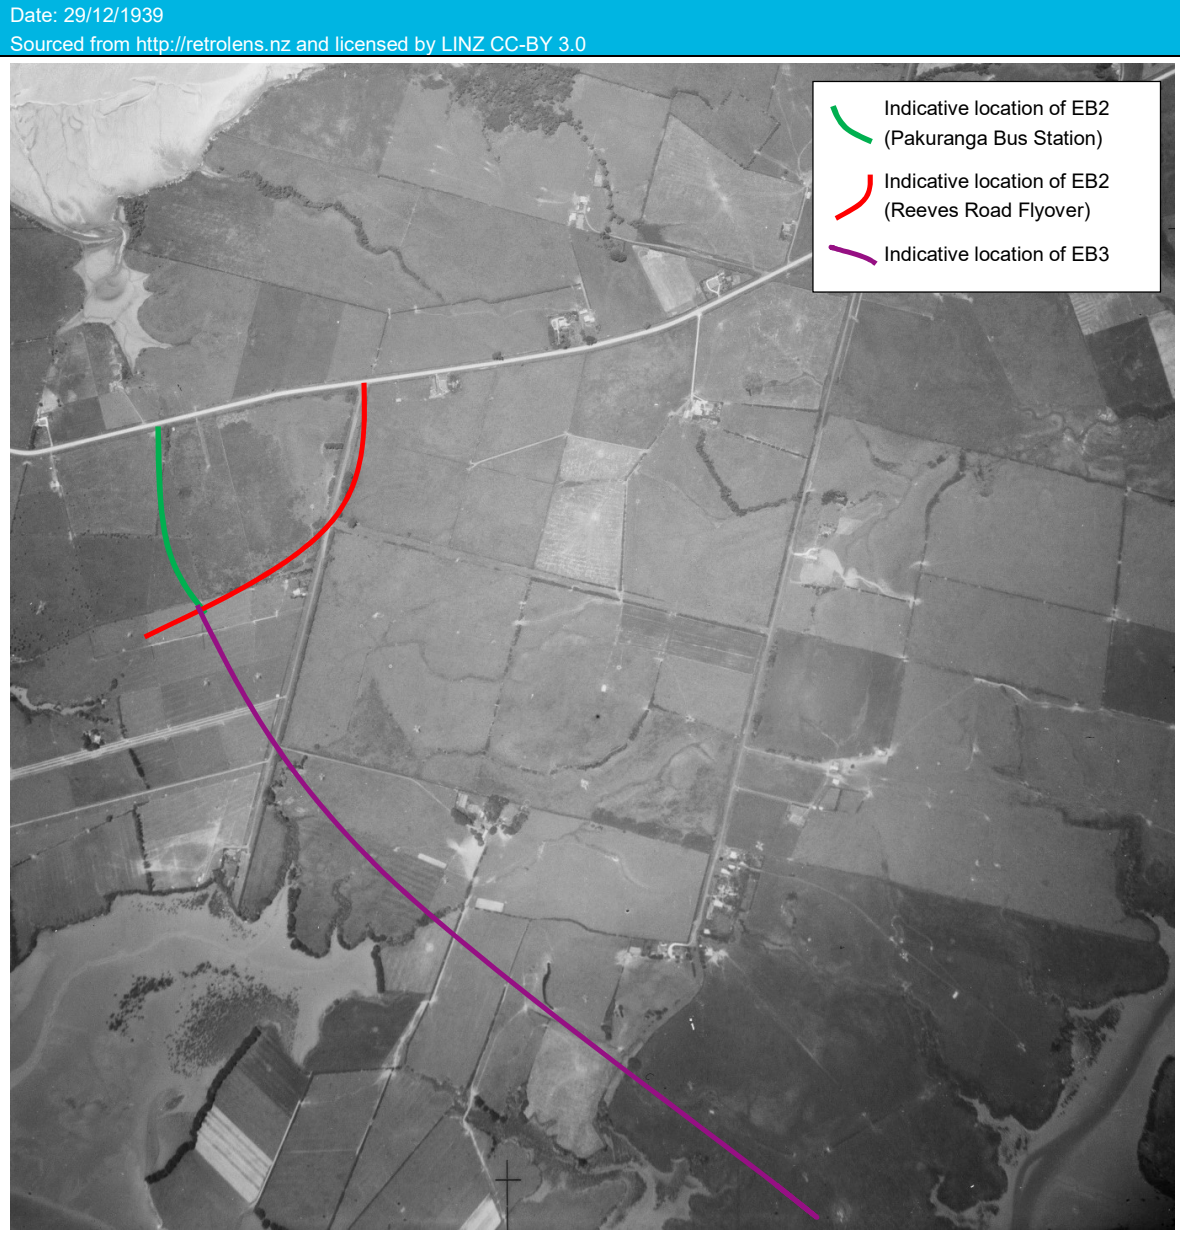 Date: 29/12/1939
Sourced from http://retrolens.nz and licensed by LINZ CC-BY 3.0
Indicative location of EB2
(Pakuranga Bus Station)
Indicative location of EB2
(Reeves Road Flyover)
Indicative location of EB3